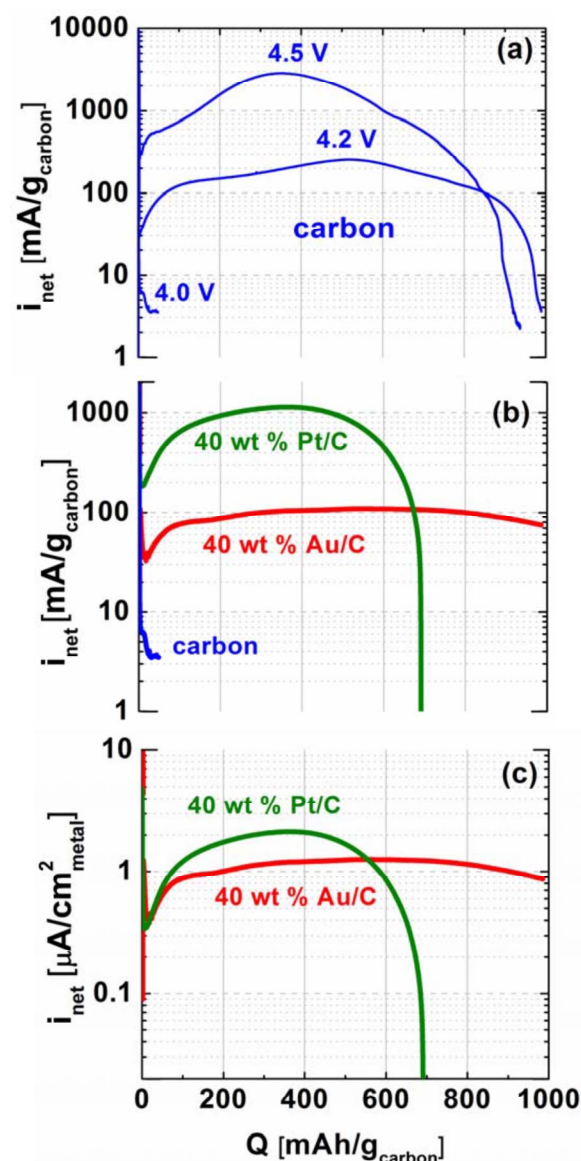 (a)
i_net [mA/g_carbon]
10000
1000
100
10
1
4.5 V
4.2 V
carbon
4.0 V
(b)
i_net [mA/g_carbon]
1000
100
10
1
40 wt % Pt/C
40 wt % Au/C
carbon
(c)
i_net [μA/cm²_metal]
10
1
0.1
40 wt % Pt/C
40 wt % Au/C
0 200 400 600 800 1000
Q [mAh/g_carbon]